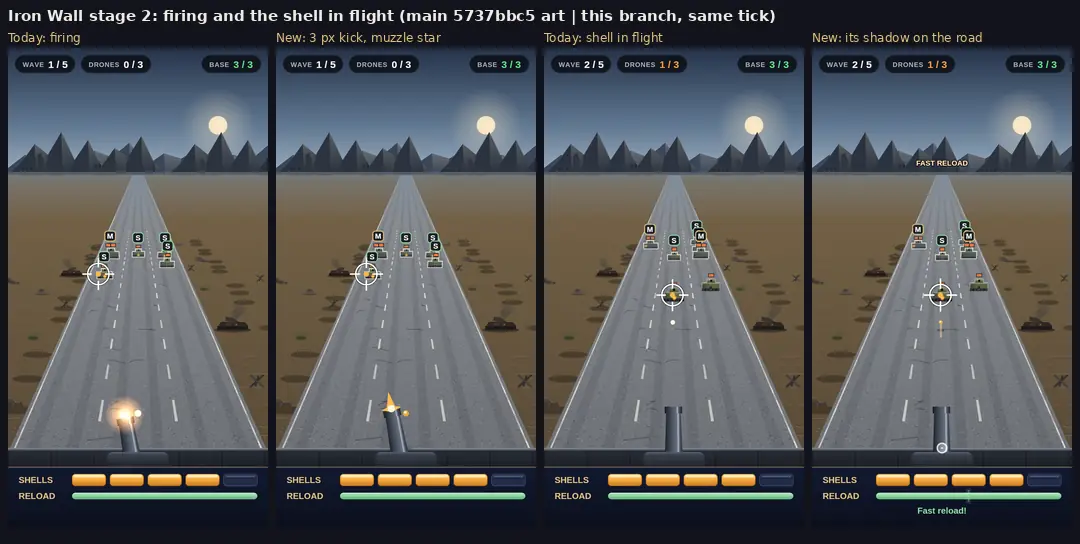 Iron Wall stage 2: firing and the shell in flight (main 5737bbc5 art | this branch, same tick)
Today: firing
WAVE 1 / 5
DRONES 0 / 3
BASE 3 / 3
M
S
S
S
S
SHELLS
RELOAD
New: 3 px kick, muzzle star
WAVE 1 / 5
DRONES 0 / 3
BASE 3 / 3
M
S
S
S
S
SHELLS
RELOAD
Today: shell in flight
WAVE 2 / 5
DRONES 1 / 3
BASE 3 / 3
M
S
S
M
SHELLS
RELOAD
New: its shadow on the road
WAVE 2 / 5
DRONES 1 / 3
BASE 3 / 3
FAST RELOAD
M
S
S
M
SHELLS
RELOAD
Fast reload!